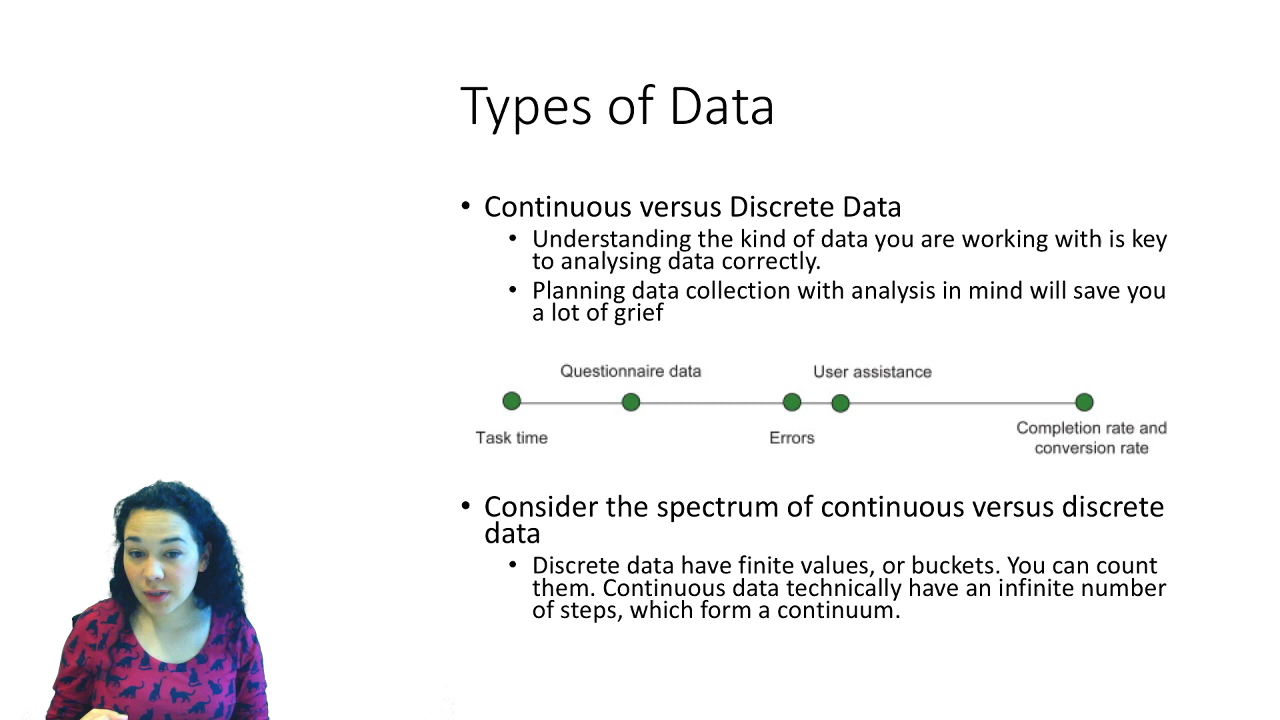 Types of Data
• Continuous versus Discrete Data
• Understanding the kind of data you are working with is key
to analysing data correctly.
• Planning data collection with analysis in mind will save you
a lot of grief
Questionnaire data
User assistance
Task time
Errors
Completion rate and
conversion rate
• Consider the spectrum of continuous versus discrete
data
• Discrete data have finite values, or buckets. You can count
them. Continuous data technically have an infinite number
of steps, which form a continuum.